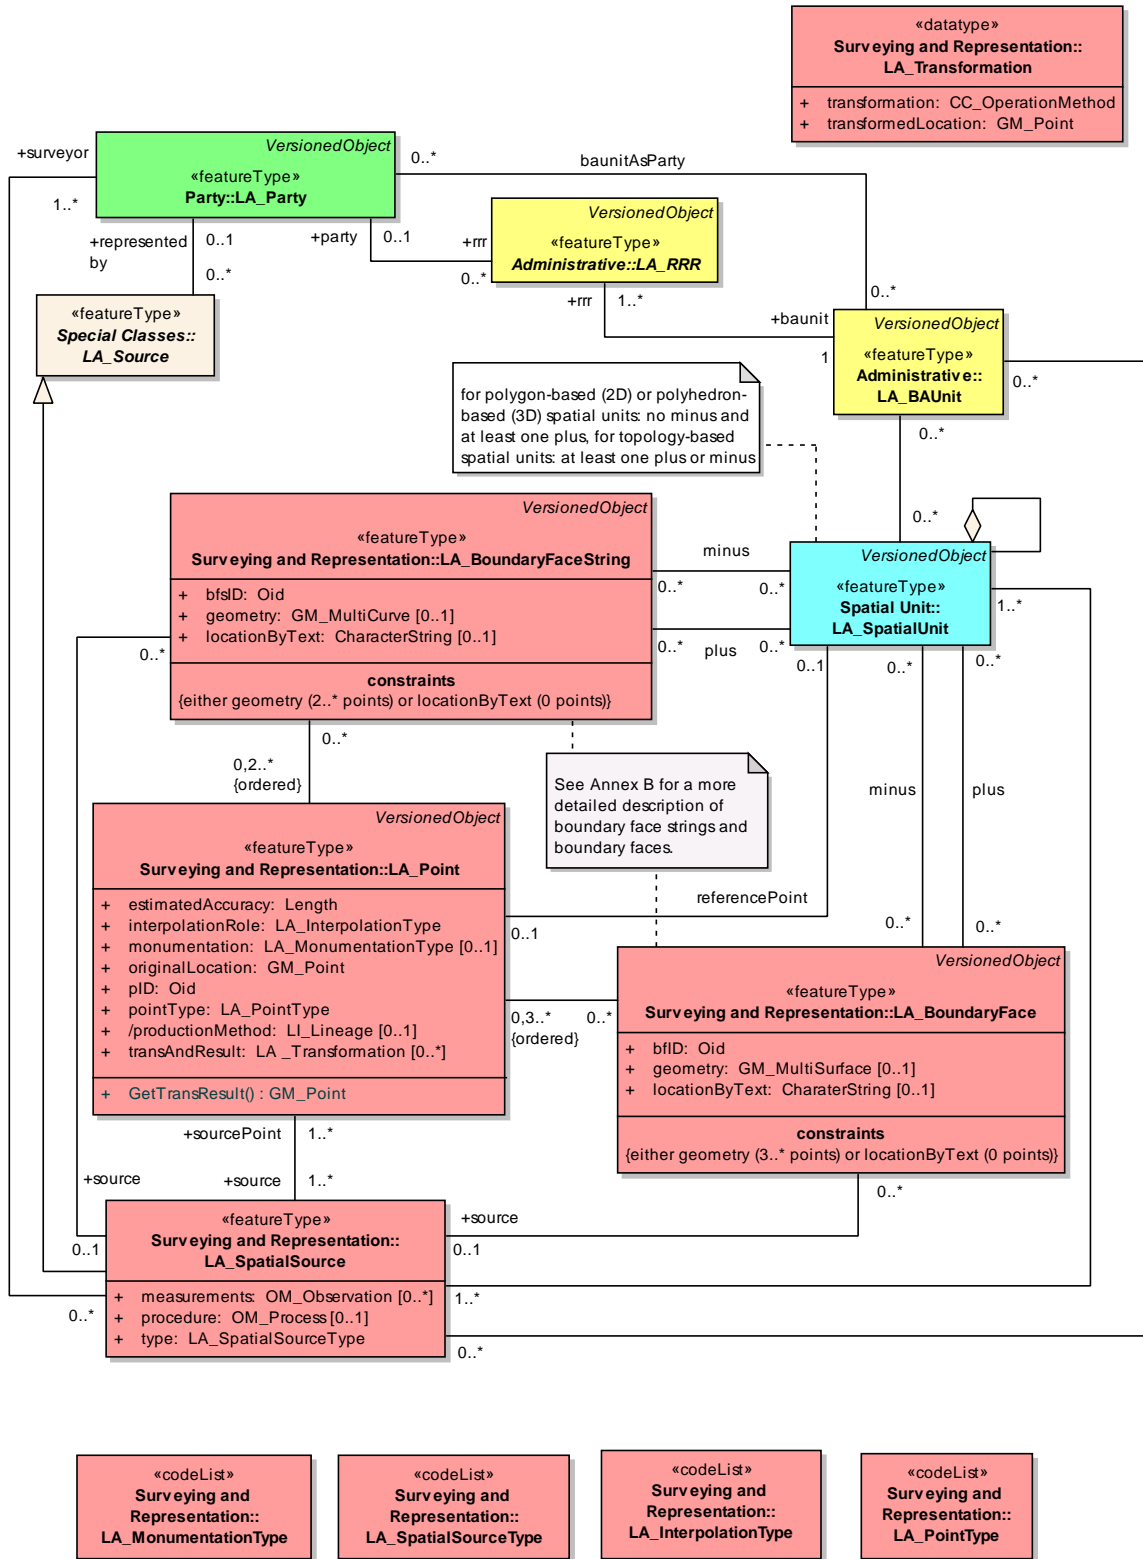 «datatype»
Surveying and Representation::
LA_Transformation
+ transformation: CC_OperationMethod
+ transformedLocation: GM_Point
VersionedObject
«featureType»
Party::LA_Party
+surveyor
1..*
0..*
baunitAsParty
0..*
+represented
by
0..1
0..*
+party
0..1
+rrr
0..*
VersionedObject
«featureType»
Administrative::LA_RRR
+rrr
1..*
+baunit
1
VersionedObject
«featureType»
Administrative::
LA_BAUnit
0..*
0..*
«featureType»
Special Classes::
LA_Source
for polygon-based (2D) or polyhedron-
based (3D) spatial units: no minus and
at least one plus, for topology-based
spatial units: at least one plus or minus
0..*
VersionedObject
«featureType»
Surveying and Representation::LA_BoundaryFaceString
+ bfsID: Oid
+ geometry: GM_MultiCurve [0..1]
+ locationByText: CharacterString [0..1]
constraints
{either geometry (2..* points) or locationByText (0 points)}
minus
0..*
0..*
0..*
plus
0..*
VersionedObject
«featureType»
Spatial Unit::
LA_SpatialUnit
1..*
0..1
0..*
0..*
0..*
0..*
0,2..*
{ordered}
See Annex B for a more
detailed description of
boundary face strings and
boundary faces.
minus
plus
VersionedObject
«featureType»
Surveying and Representation::LA_Point
+ estimatedAccuracy: Length
+ interpolationRole: LA_InterpolationType
+ monumentation: LA_MonumentationType [0..1]
+ originalLocation: GM_Point
+ pID: Oid
+ pointType: LA_PointType
+ /productionMethod: LI_Lineage [0..1]
+ transAndResult: LA _Transformation [0..*]
+ GetTransResult() : GM_Point
referencePoint
0..1
0..*
0..*
0,3..*
{ordered}
0..*
VersionedObject
«featureType»
Surveying and Representation::LA_BoundaryFace
+ bfID: Oid
+ geometry: GM_MultiSurface [0..1]
+ locationByText: CharaterString [0..1]
constraints
{either geometry (3..* points) or locationByText (0 points)}
+sourcePoint
1..*
+source
+source
1..*
0..*
+source
0..1
0..1
«featureType»
Surveying and Representation::
LA_SpatialSource
+ measurements: OM_Observation [0..*]
+ procedure: OM_Process [0..1]
+ type: LA_SpatialSourceType
0..*
1..*
0..*
«codeList»
Surveying and
Representation::
LA_MonumentationType
«codeList»
Surveying and
Representation::
LA_SpatialSourceType
«codeList»
Surveying and
Representation::
LA_InterpolationType
«codeList»
Surveying and
Representation::
LA_PointType